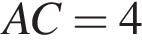 AC = 4